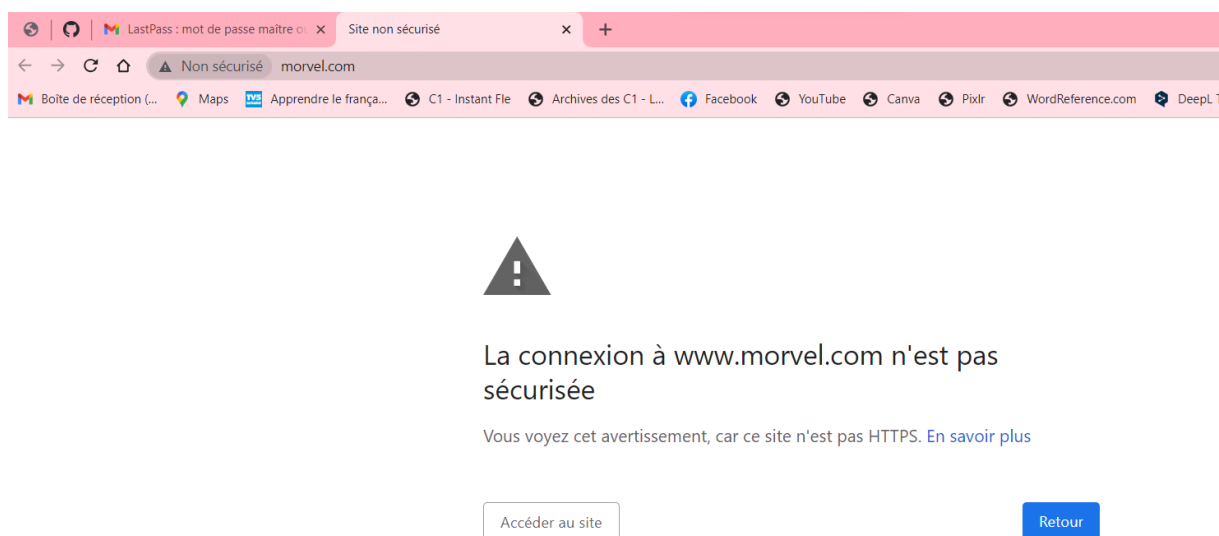 LastPass : mot de passe maître o
Site non sécurisé
Non sécurisé morvel.com
Boîte de réception (... Maps TV5 Apprendre le frança... C1 - Instant Fle Archives des C1 - L... Facebook YouTube Canva Pixlr WordReference.com DeepL T
La connexion à www.morvel.com n'est pas
sécurisée
Vous voyez cet avertissement, car ce site n'est pas HTTPS. En savoir plus
Accéder au site
Retour